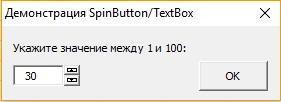 Демонстрация SpinButton/TextBox
Укажите значение между 1 и 100:
30
OK